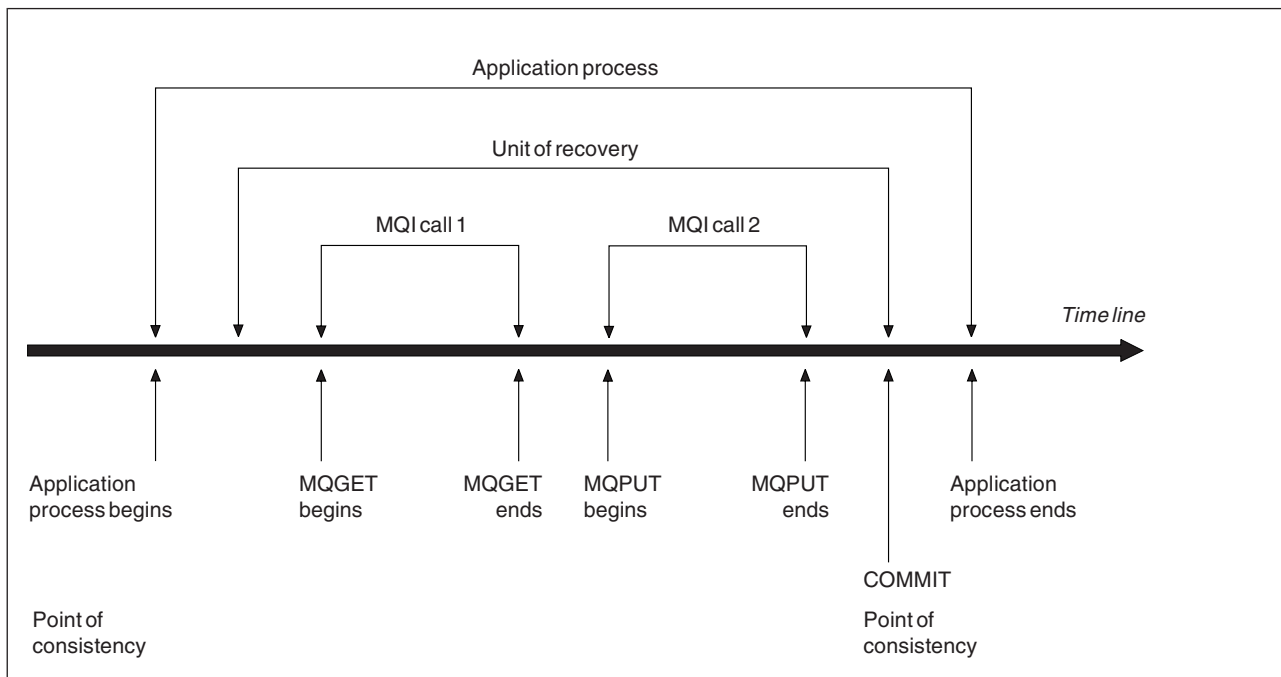 Application process
Unit of recovery
MQI call 1
MQI call 2
Time line
Application
process begins
MQGET
begins
MQGET
ends
MQPUT
begins
MQPUT
ends
Application
process ends
COMMIT
Point of
consistency
Point of
consistency